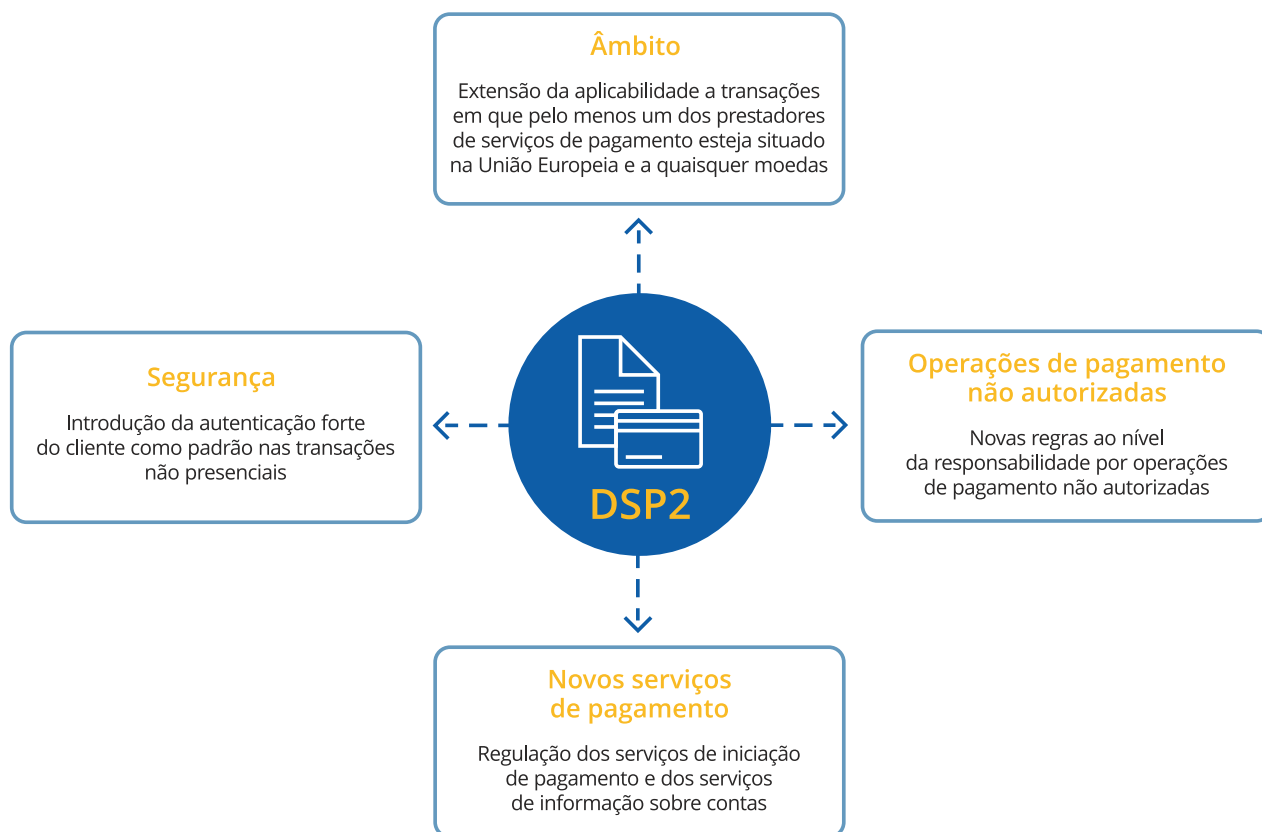 Âmbito
Extensão da aplicabilidade a transações
em que pelo menos um dos prestadores
de serviços de pagamento esteja situado
na União Europeia e a quaisquer moedas
Segurança
Introdução da autenticação forte
do cliente como padrão nas transações
não presenciais
DSP2
Operações de pagamento
não autorizadas
Novas regras ao nível
da responsabilidade por operações
de pagamento não autorizadas
Novos serviços
de pagamento
Regulação dos serviços de iniciação
de pagamento e dos serviços
de informação sobre contas